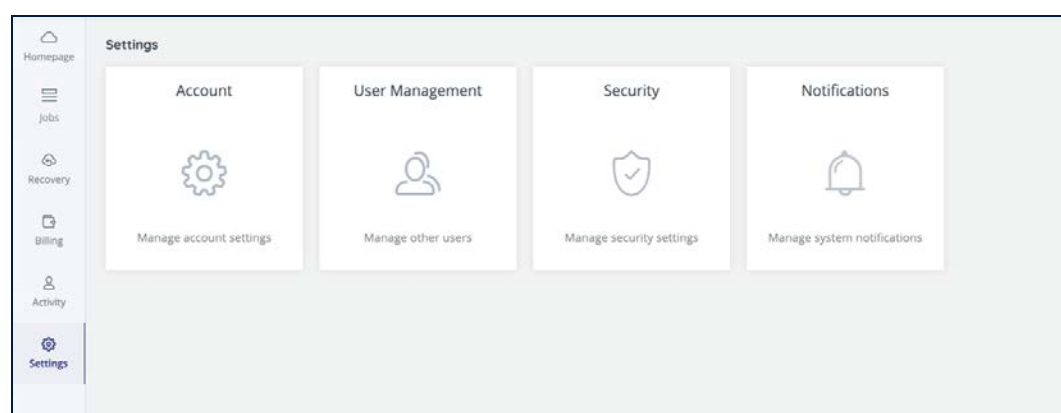 Homepage
Jobs
Recovery
Billing
Activity
Settings
Settings
Account
Manage account settings
User Management
Manage other users
Security
Manage security settings
Notifications
Manage system notifications